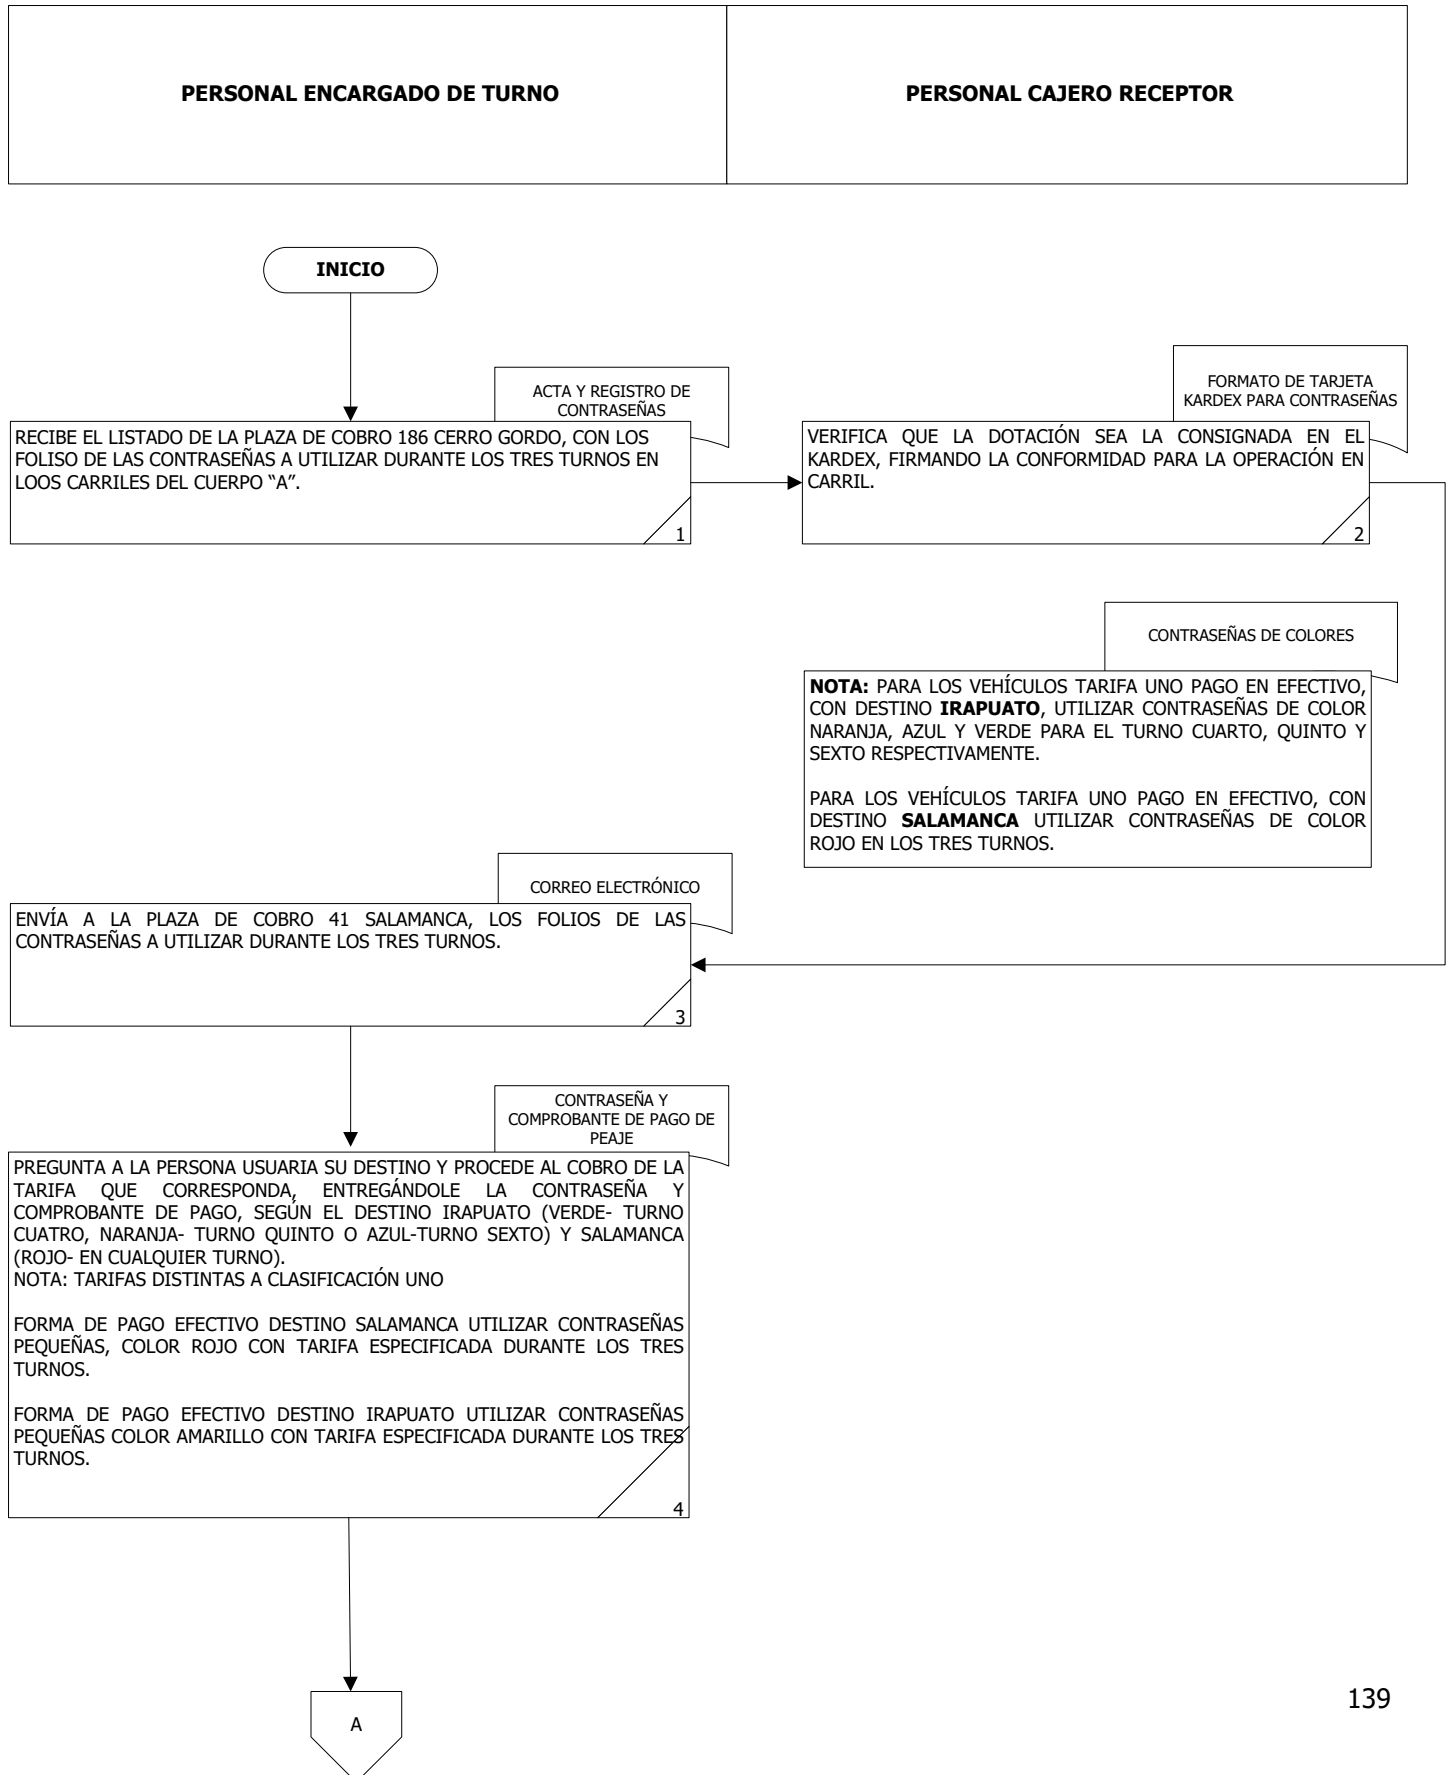 PERSONAL ENCARGADO DE TURNO
PERSONAL CAJERO RECEPTOR
INICIO
ACTA Y REGISTRO DE
CONTRASEÑAS
RECIBE EL LISTADO DE LA PLAZA DE COBRO 186 CERRO GORDO, CON LOS
FOLISO DE LAS CONTRASEÑAS A UTILIZAR DURANTE LOS TRES TURNOS EN
LOOS CARRILES DEL CUERPO “A”.
1
FORMATO DE TARJETA
KARDEX PARA CONTRASEÑAS
VERIFICA QUE LA DOTACIÓN SEA LA CONSIGNADA EN EL
KARDEX, FIRMANDO LA CONFORMIDAD PARA LA OPERACIÓN EN
CARRIL.
2
CONTRASEÑAS DE COLORES
NOTA: PARA LOS VEHÍCULOS TARIFA UNO PAGO EN EFECTIVO,
CON DESTINO IRAPUATO, UTILIZAR CONTRASEÑAS DE COLOR
NARANJA, AZUL Y VERDE PARA EL TURNO CUARTO, QUINTO Y
SEXTO RESPECTIVAMENTE.
PARA LOS VEHÍCULOS TARIFA UNO PAGO EN EFECTIVO, CON
DESTINO SALAMANCA UTILIZAR CONTRASEÑAS DE COLOR
ROJO EN LOS TRES TURNOS.
CORREO ELECTRÓNICO
ENVÍA A LA PLAZA DE COBRO 41 SALAMANCA, LOS FOLIOS DE LAS
CONTRASEÑAS A UTILIZAR DURANTE LOS TRES TURNOS.
3
CONTRASEÑA Y
COMPROBANTE DE PAGO DE
PEAJE
PREGUNTA A LA PERSONA USUARIA SU DESTINO Y PROCEDE AL COBRO DE LA
TARIFA QUE CORRESPONDA, ENTREGÁNDOLE LA CONTRASEÑA Y
COMPROBANTE DE PAGO, SEGÚN EL DESTINO IRAPUATO (VERDE- TURNO
CUATRO, NARANJA- TURNO QUINTO O AZUL-TURNO SEXTO) Y SALAMANCA
(ROJO- EN CUALQUIER TURNO).
NOTA: TARIFAS DISTINTAS A CLASIFICACIÓN UNO
FORMA DE PAGO EFECTIVO DESTINO SALAMANCA UTILIZAR CONTRASEÑAS
PEQUEÑAS, COLOR ROJO CON TARIFA ESPECIFICADA DURANTE LOS TRES
TURNOS.
FORMA DE PAGO EFECTIVO DESTINO IRAPUATO UTILIZAR CONTRASEÑAS
PEQUEÑAS COLOR AMARILLO CON TARIFA ESPECIFICADA DURANTE LOS TRES
TURNOS.
4
A
139